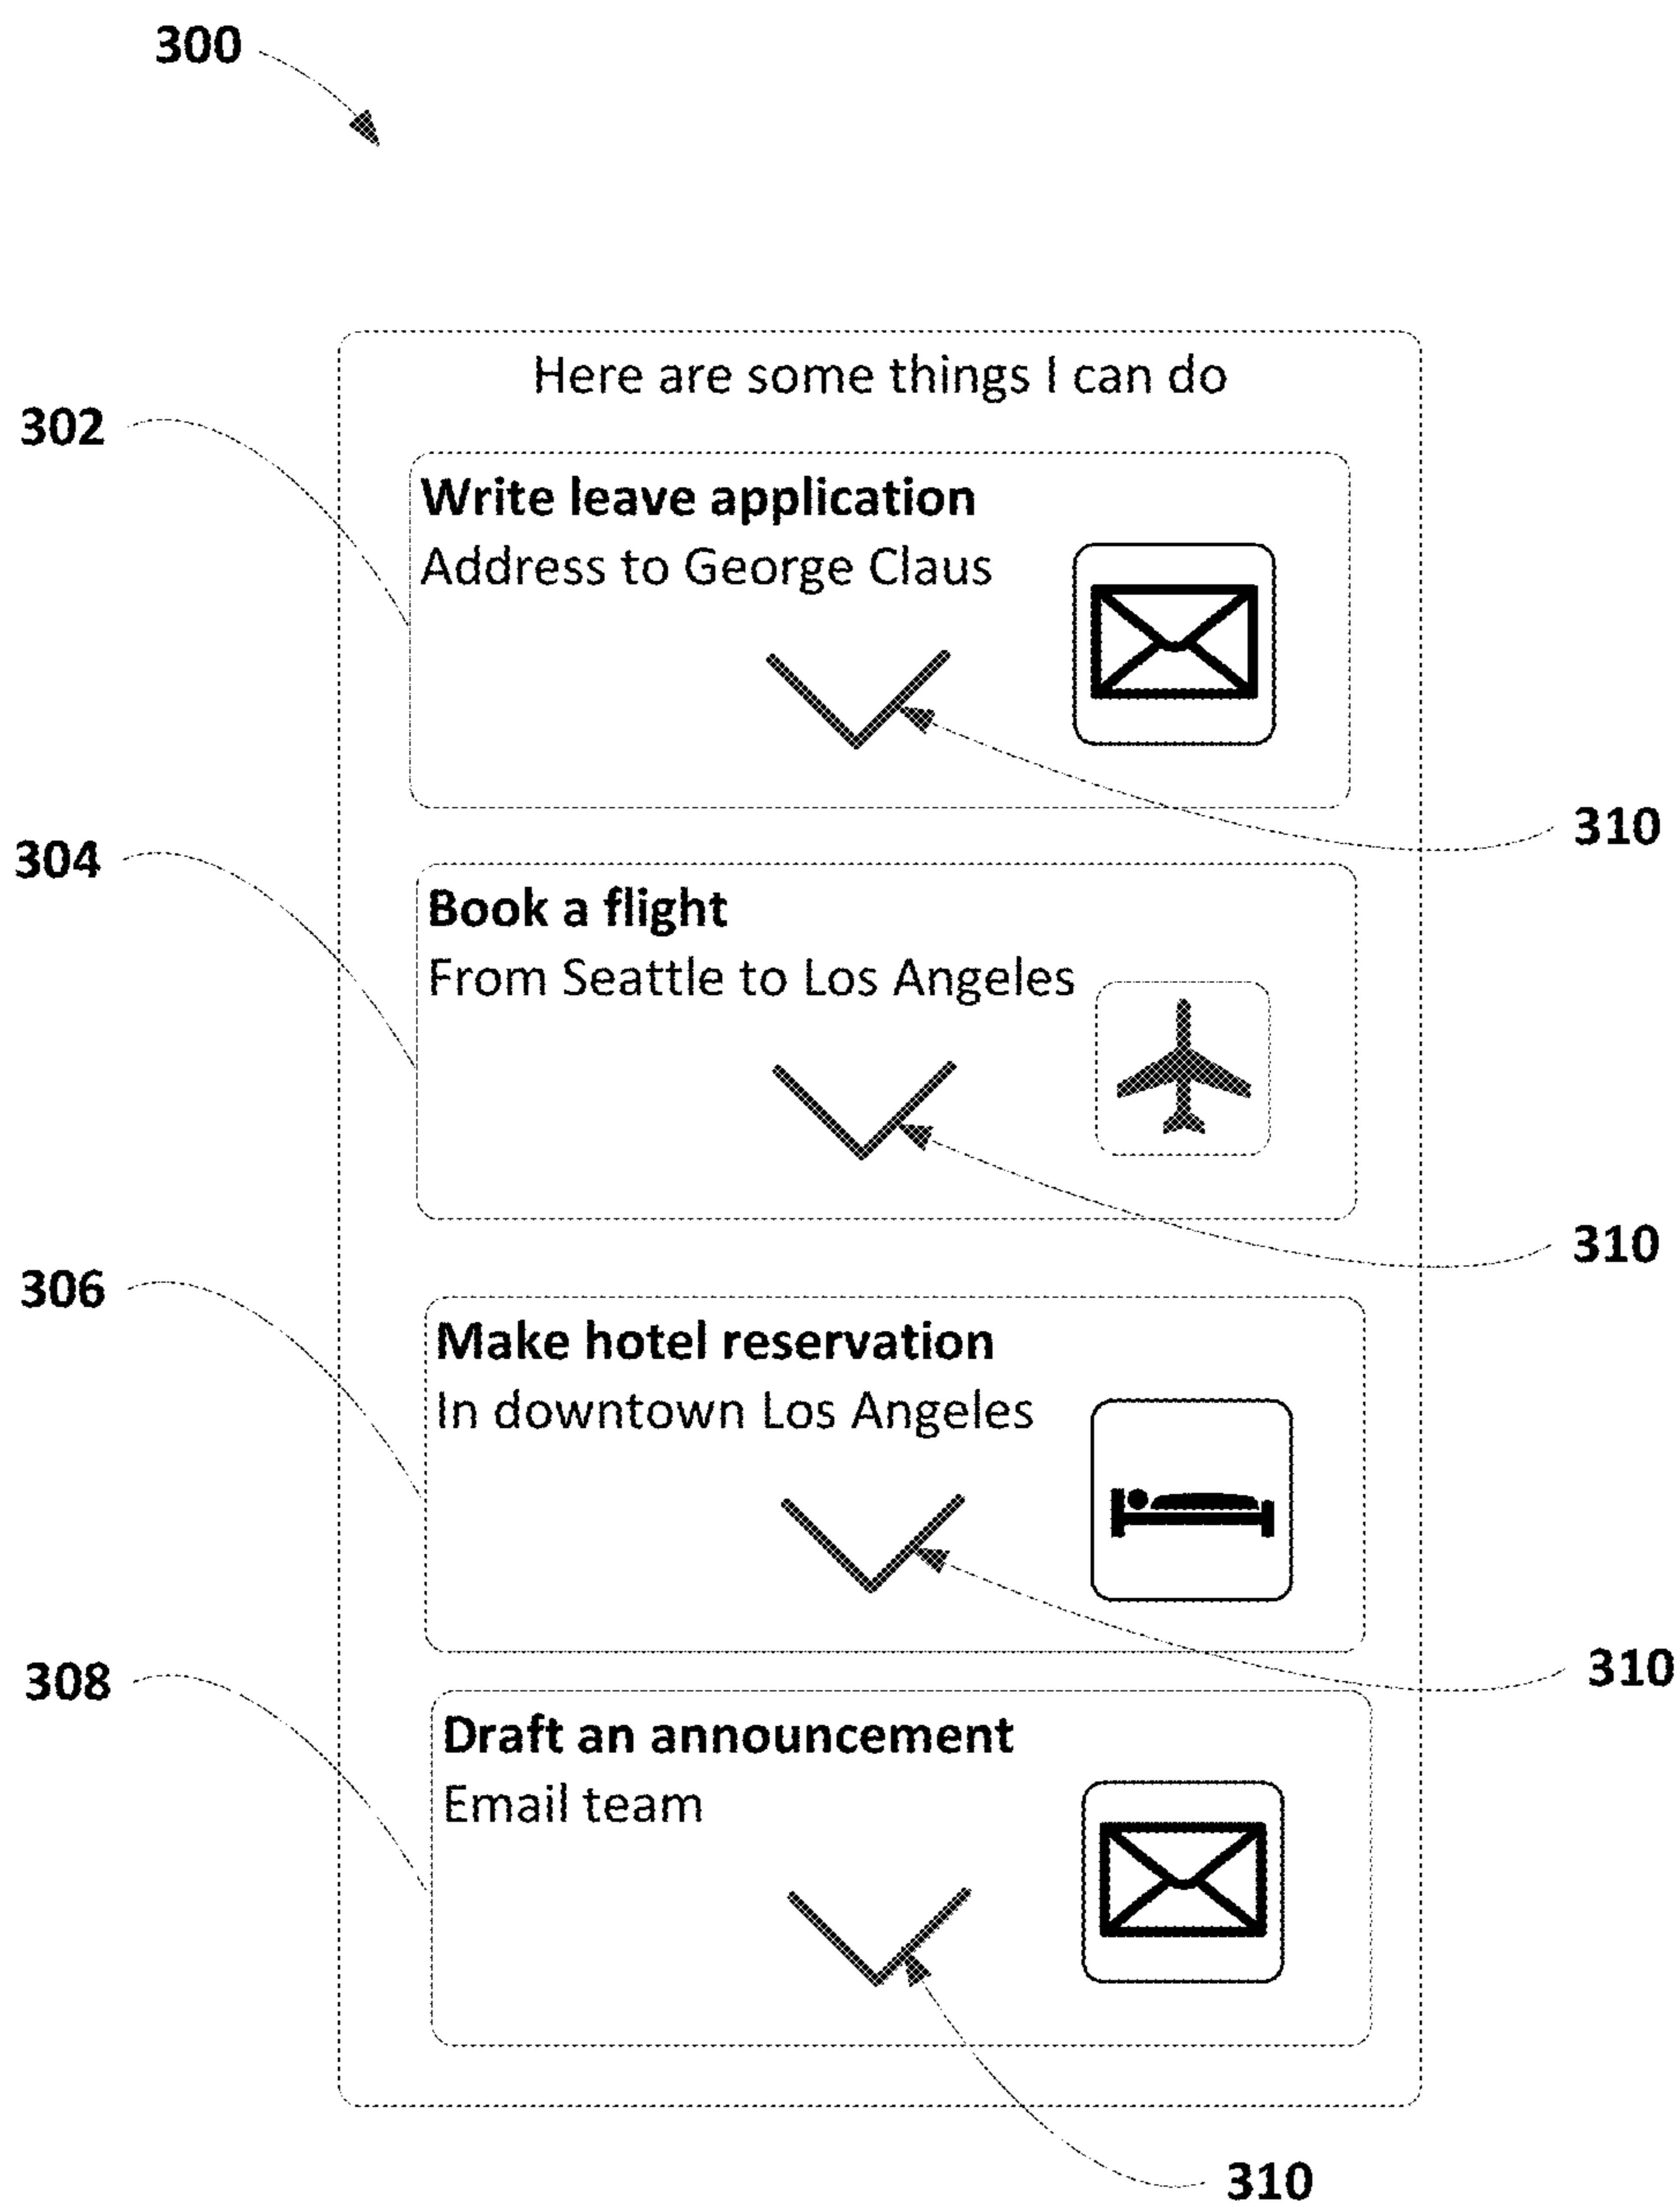 300
Here are some things I can do
302
Write leave application
Address to George Claus
310
304
Book a flight
From Seattle to Los Angeles
310
306
Make hotel reservation
In downtown Los Angeles
310
308
Draft an announcement
Email team
310